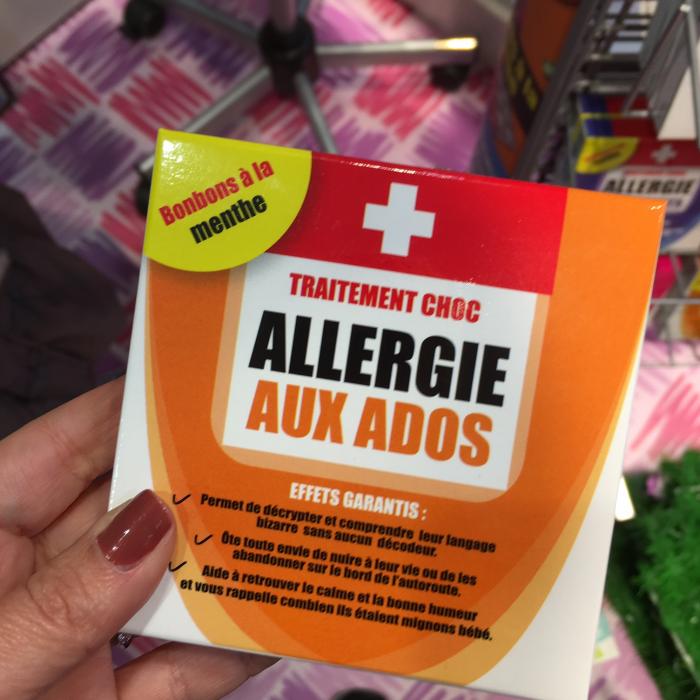 Bonbons à la
menthe
TRAITEMENT CHOC
ALLERGIE
AUX ADOS
EFFETS GARANTIS :
Permet de décrypter et comprendre leur langage
bizarre sans aucun décodeur.
Ôte toute envie de nuire à leur vie ou de les
abandonner sur le bord de l'autoroute.
Aide à retrouver le calme et la bonne humeur
et vous rappelle combien ils étaient mignons bébé.
ALLERGIE